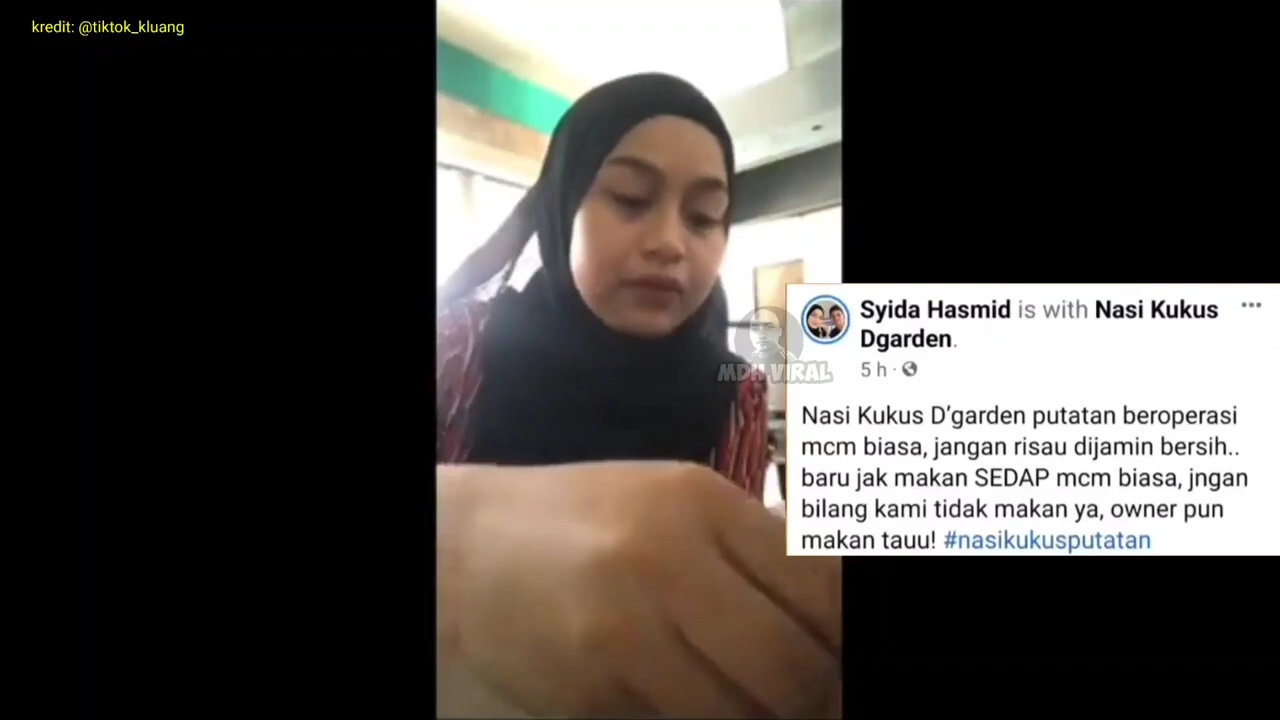 kredit: @tiktok_kluang
Syida Hasmid is with Nasi Kukus
Dgarden.
5 h
Nasi Kukus D’garden putatan beroperasi
mcm biasa, jangan risau dijamin bersih..
baru jak makan SEDAP mcm biasa, jngan
bilang kami tidak makan ya, owner pun
makan tauu! #nasikukusputatan
MDH VIRAL